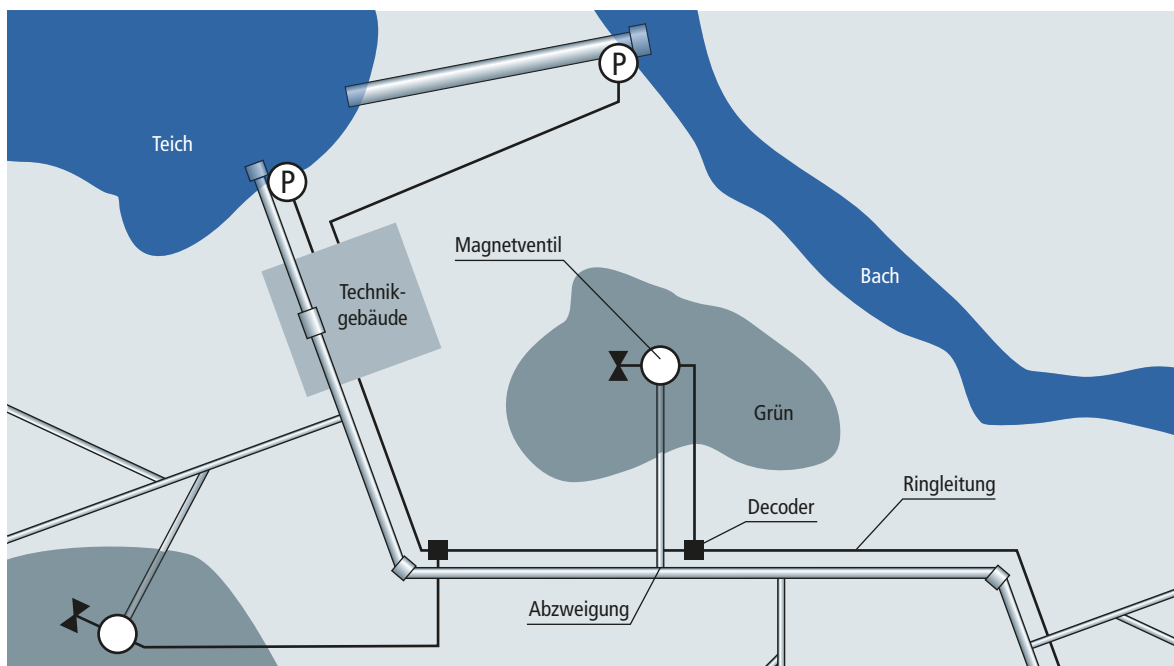 P
Teich
P
Magnetventil
Bach
Technik-
gebäude
Grün
Ringleitung
Decoder
Abzweigung